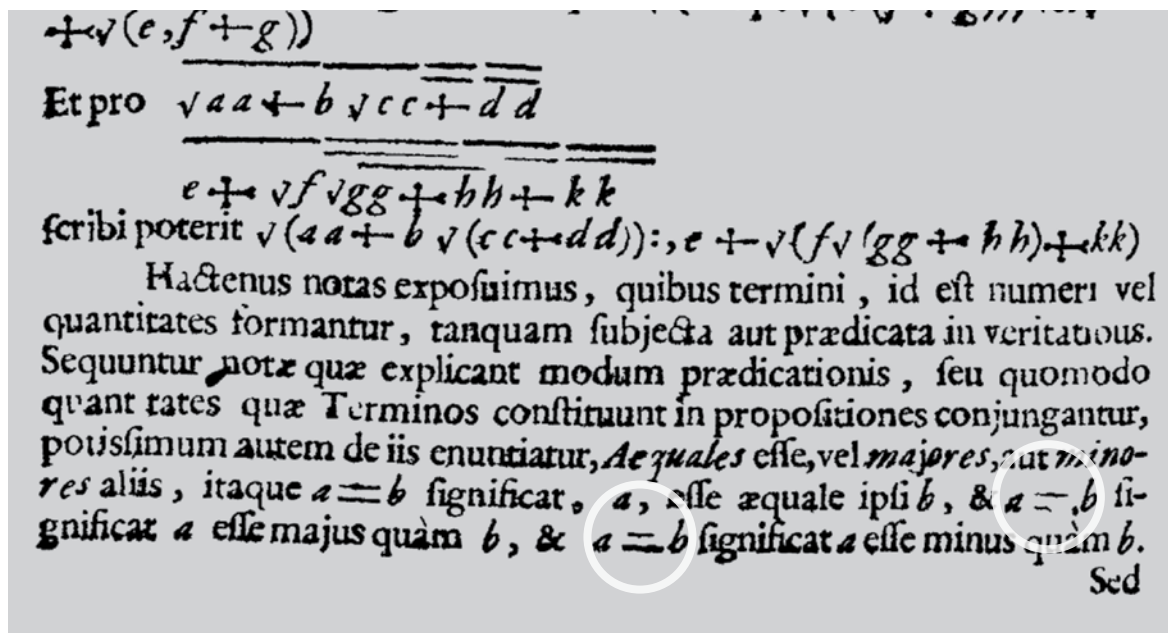 +√(e,f+g))
Et pro √aa+b√cc+dd
e+√f√gg+hh+kk
ſcribi poterit √(aa+b√(cc+dd)):,e+√(f√(gg+hh)+kk)
Hactenus notas expoſuimus, quibus termini, id eſt numeri vel
quantitates formantur, tanquam ſubjecta aut prædicata in veritatibus.
Sequuntur notæ quæ explicant modum prædicationis, ſeu quomodo
quantitates quæ Terminos conſtituunt in propoſitiones conjungantur,
potiſſimum autem de iis enuntiatur, Aequales eſſe, vel majores, aut mino-
res aliis, itaque a=b ſignificat, a, eſſe æquale ipſi b, & a = b ſi-
gnificat a eſſe majus quàm b, & a = b ſignificat a eſſe minus quàm b.
Sed